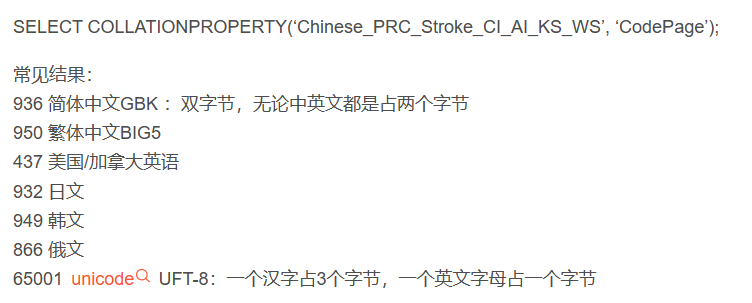 SELECT COLLATIONPROPERTY(‘Chinese_PRC_Stroke_CI_AI_KS_WS’, ‘CodePage’);
常见结果：
936 简体中文GBK ：双字节，无论中英文都是占两个字节
950 繁体中文BIG5
437 美国/加拿大英语
932 日文
949 韩文
866 俄文
65001 unicode UFT-8：一个汉字占3个字节，一个英文字母占一个字节